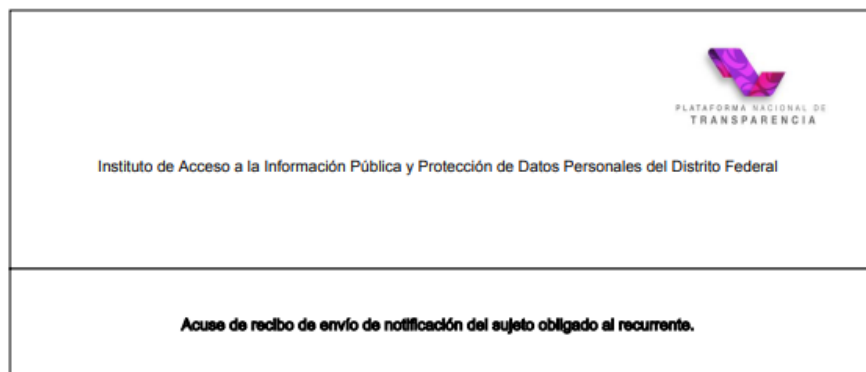 PLATAFORMA NACIONAL DE
TRANSPARENCIA
Instituto de Acceso a la Información Pública y Protección de Datos Personales del Distrito Federal
Acuse de recibo de envío de notificación del sujeto obligado al recurrente.